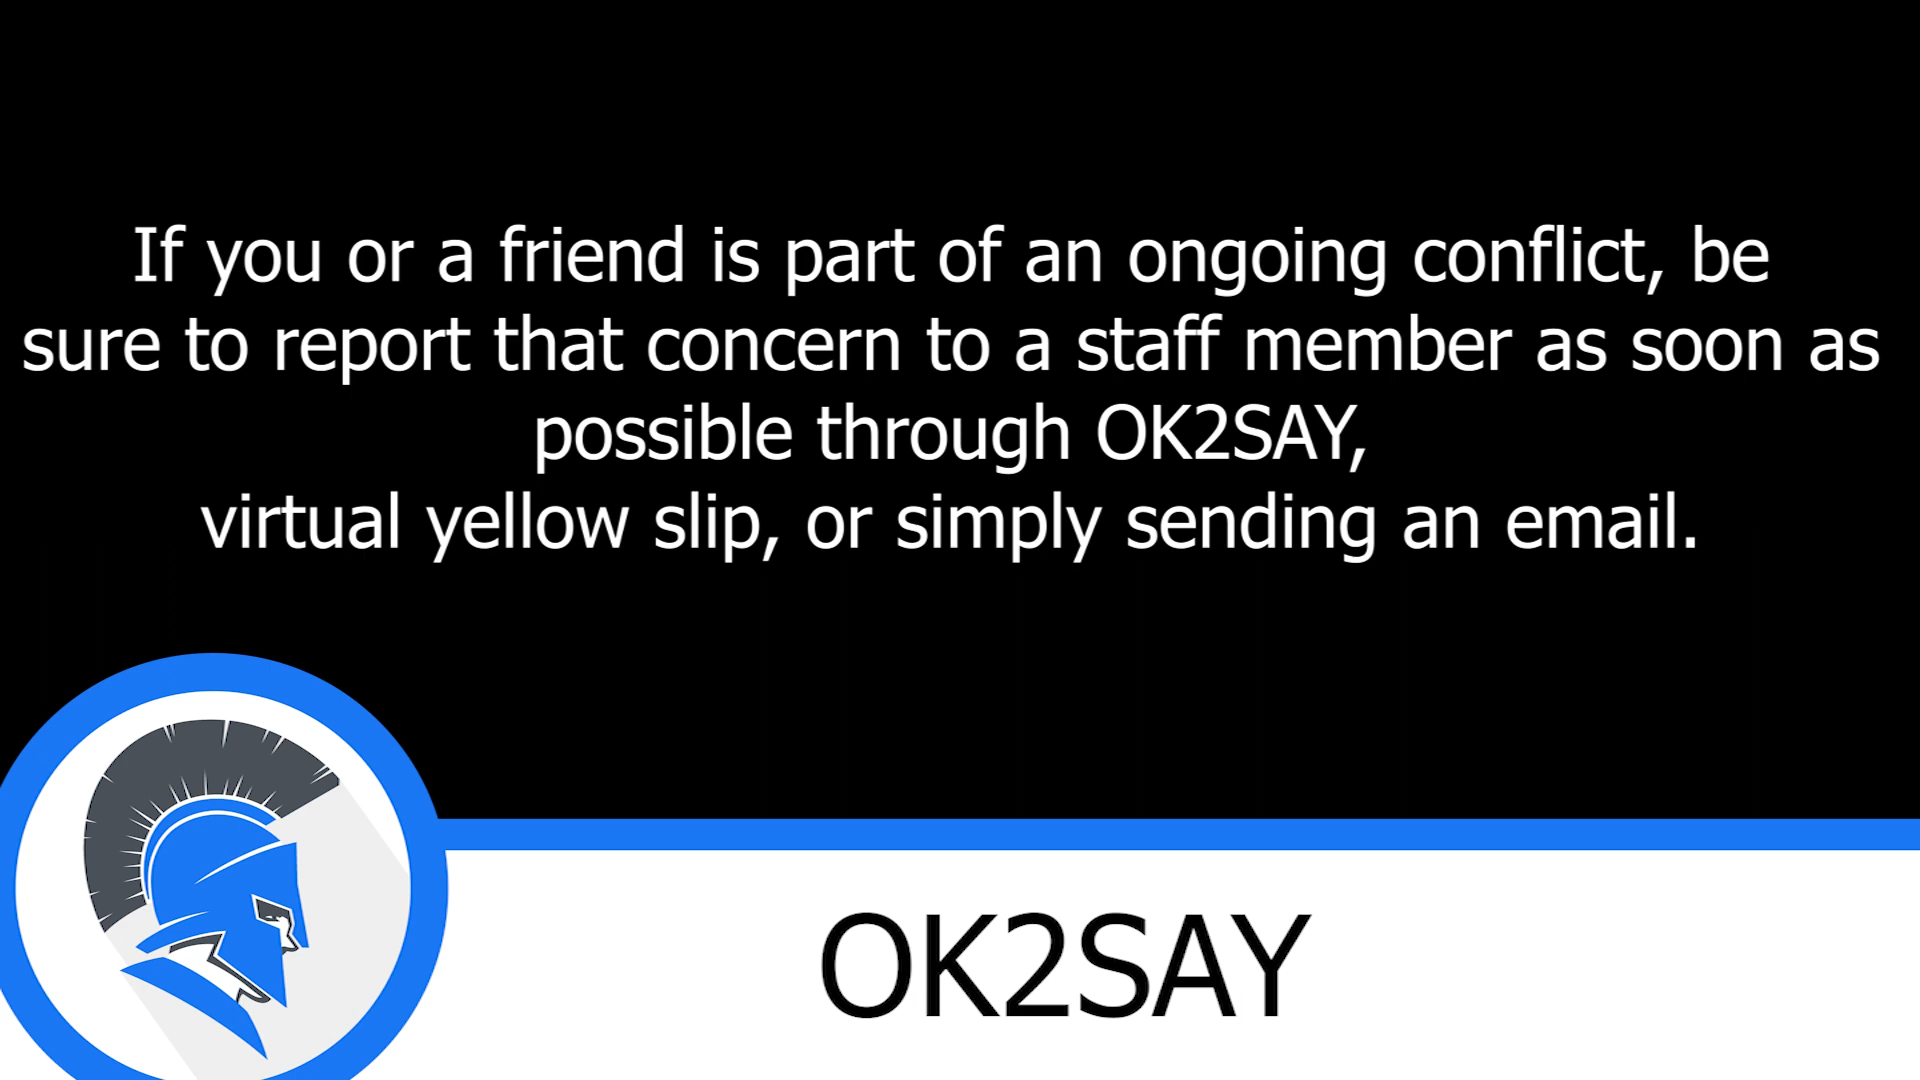 If you or a friend is part of an ongoing conflict, be
sure to report that concern to a staff member as soon as
possible through OK2SAY,
virtual yellow slip, or simply sending an email.
OK2SAY